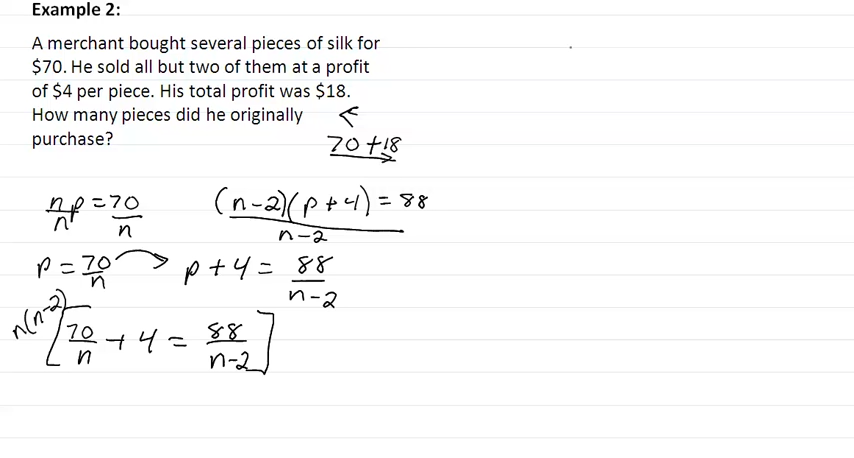 Example 2:
A merchant bought several pieces of silk for
$70. He sold all but two of them at a profit
of $4 per piece. His total profit was $18.
How many pieces did he originally
purchase?
70 + 18
np/n = 70/n
(n-2)(p+4) = 88
n-2
p = 70/n
p + 4 = 88/(n-2)
n(n-2) [70/n + 4 = 88/(n-2)]